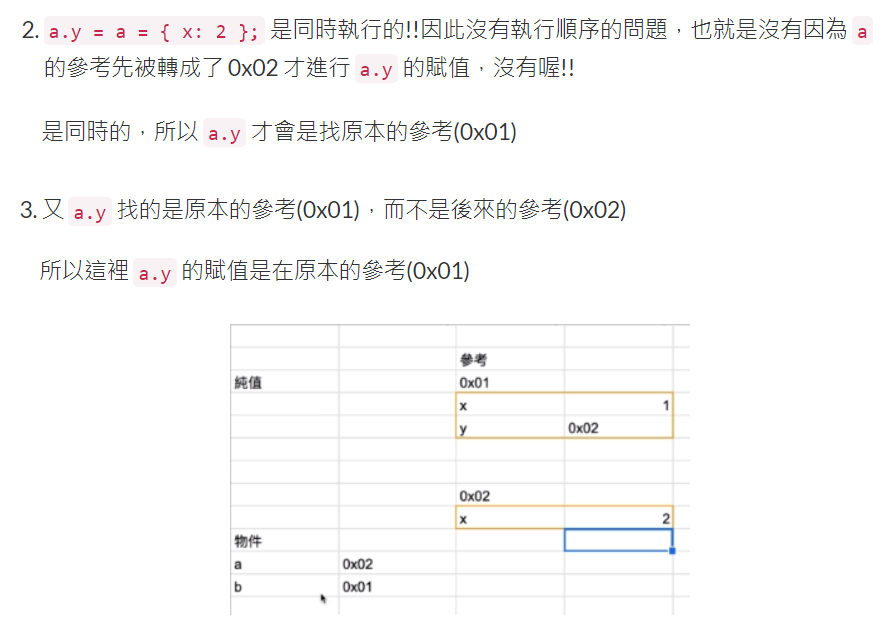 2. a.y = a = { x: 2 }; 是同時執行的!!因此沒有執行順序的問題，也就是沒有因為 a
的參考先被轉成了 0x02 才進行 a.y 的賦值，沒有喔!!
是同時的，所以 a.y 才會是找原本的參考(0x01)
3. 又 a.y 找的是原本的參考(0x01)，而不是後來的參考(0x02)
所以這裡 a.y 的賦值是在原本的參考(0x01)
參考
純值 0x01
x 1
y 0x02
0x02
x 2
物件
a 0x02
b 0x01